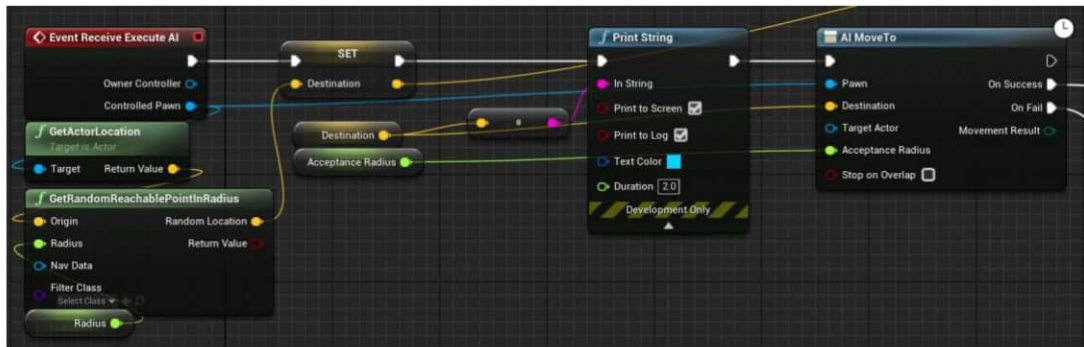 Event Receive Execute AI
Owner Controller
Controlled Pawn
f GetActorLocation
Target is Actor
Target Return Value
f GetRandomReachablePointInRadius
Origin Random Location
Radius Return Value
Nav Data
Filter Class
Select Class
Radius
SET
Destination
Destination
Acceptance Radius
f Print String
In String
Print to Screen
Print to Log
Text Color
Duration 2.0
Development Only
AI MoveTo
Pawn On Success
Destination On Fail
Target Actor Movement Result
Acceptance Radius
Stop on Overlap